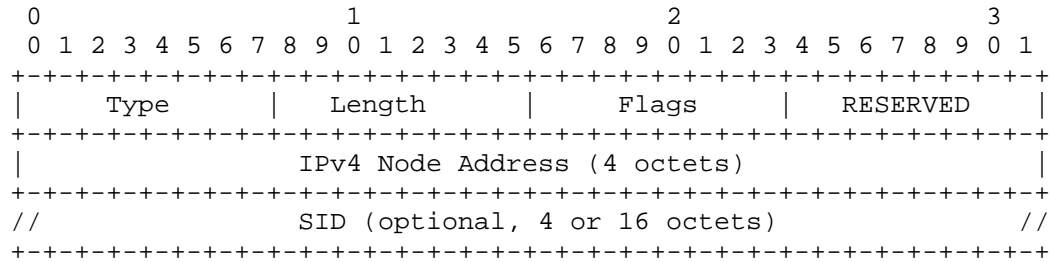 0                   1                   2                   3
 0 1 2 3 4 5 6 7 8 9 0 1 2 3 4 5 6 7 8 9 0 1 2 3 4 5 6 7 8 9 0 1
+-+-+-+-+-+-+-+-+-+-+-+-+-+-+-+-+-+-+-+-+-+-+-+-+-+-+-+-+-+-+-+-+
|     Type      |   Length      |     Flags     |   RESERVED    |
+-+-+-+-+-+-+-+-+-+-+-+-+-+-+-+-+-+-+-+-+-+-+-+-+-+-+-+-+-+-+-+-+
|                 IPv4 Node Address (4 octets)                  |
+-+-+-+-+-+-+-+-+-+-+-+-+-+-+-+-+-+-+-+-+-+-+-+-+-+-+-+-+-+-+-+-+
//                SID (optional, 4 or 16 octets)               //
+-+-+-+-+-+-+-+-+-+-+-+-+-+-+-+-+-+-+-+-+-+-+-+-+-+-+-+-+-+-+-+-+